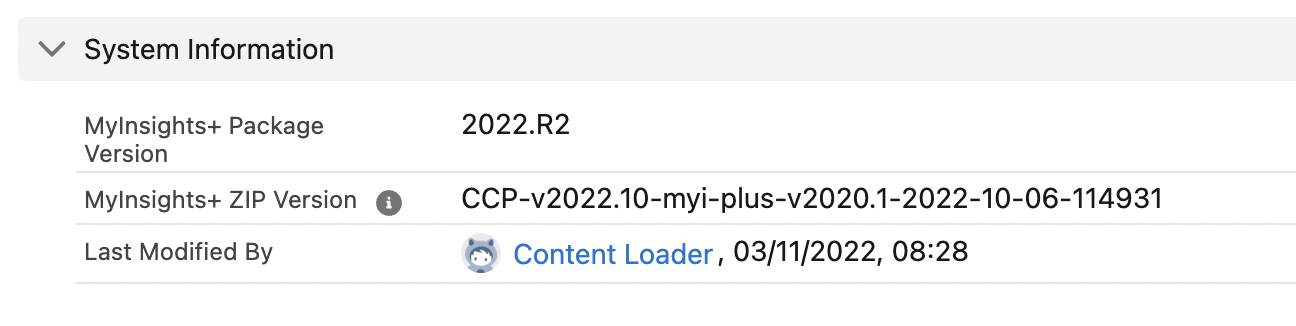 System Information
MyInsights+ Package
Version
2022.R2
MyInsights+ ZIP Version
CCP-v2022.10-myi-plus-v2020.1-2022-10-06-114931
Last Modified By
Content Loader, 03/11/2022, 08:28